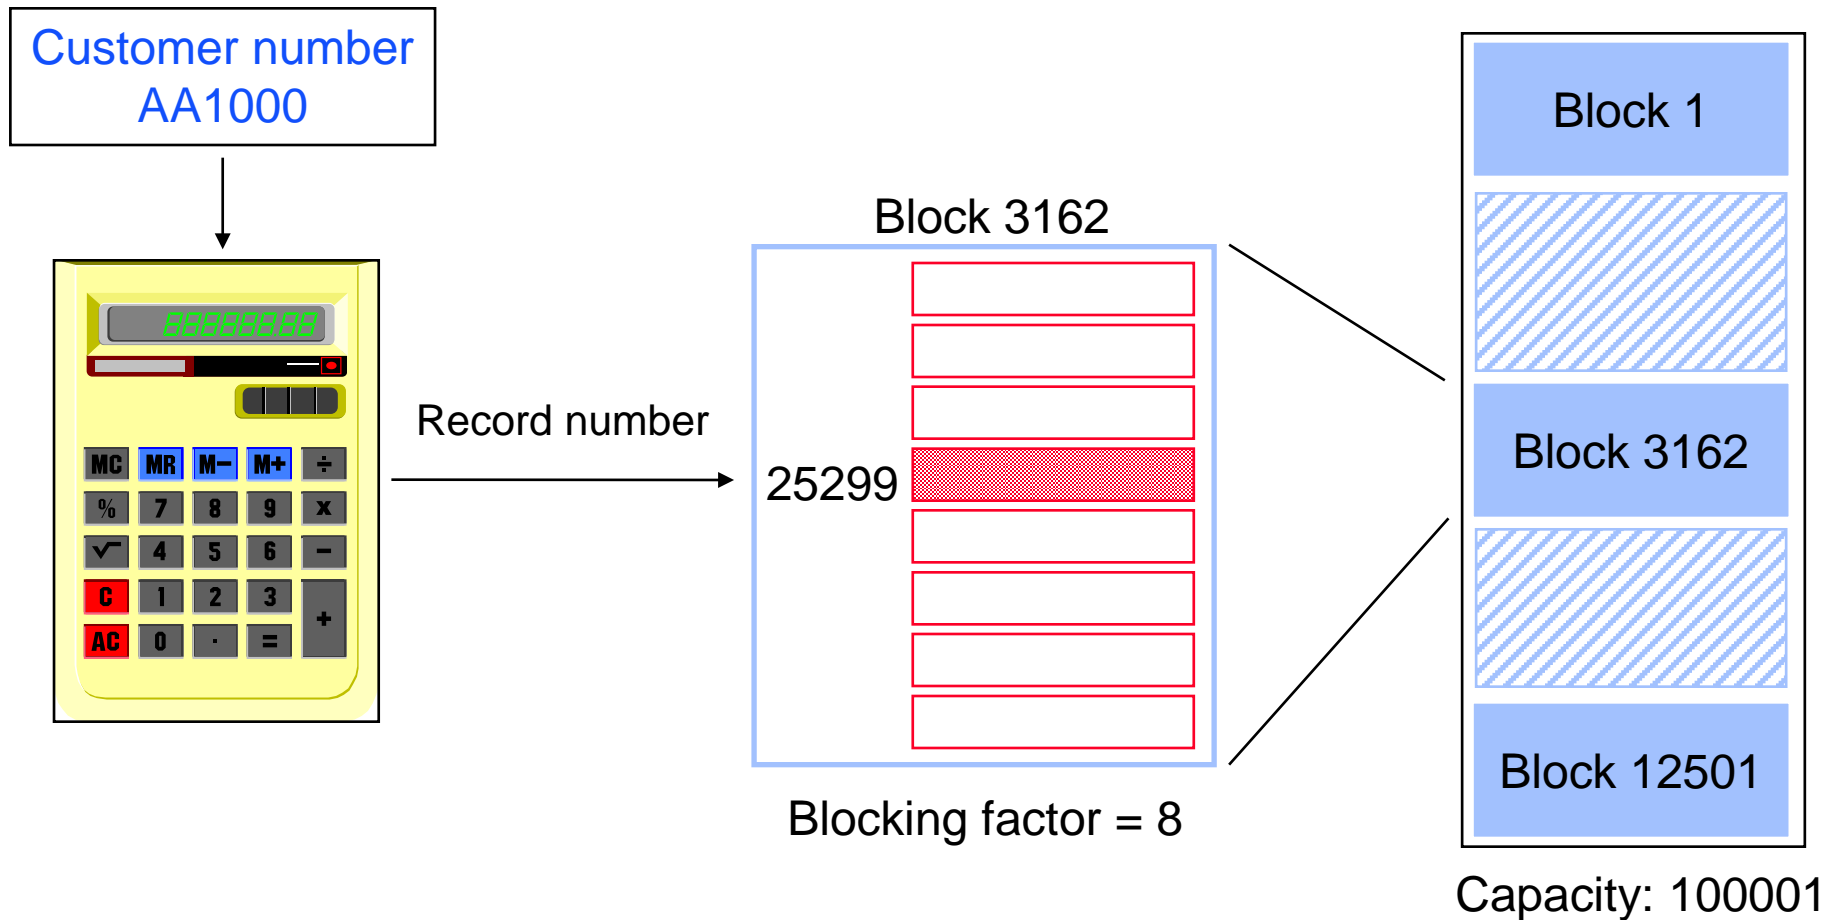 Customer number
AA1000
Block 1
Block 3162
Record number
25299
Block 3162
Blocking factor = 8
Block 12501
Capacity: 100001
88888888
MC MR M− M+ ÷
% 7 8 9 x
√ 4 5 6 −
C 1 2 3 +
AC 0 · =